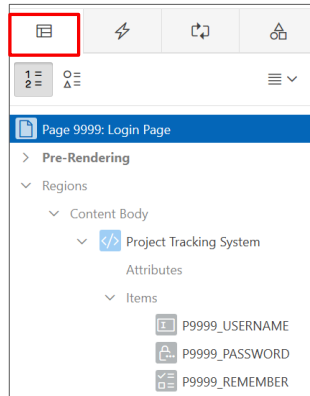 Page 9999: Login Page
Pre-Rendering
Regions
Content Body
Project Tracking System
Attributes
Items
P9999_USERNAME
P9999_PASSWORD
P9999_REMEMBER